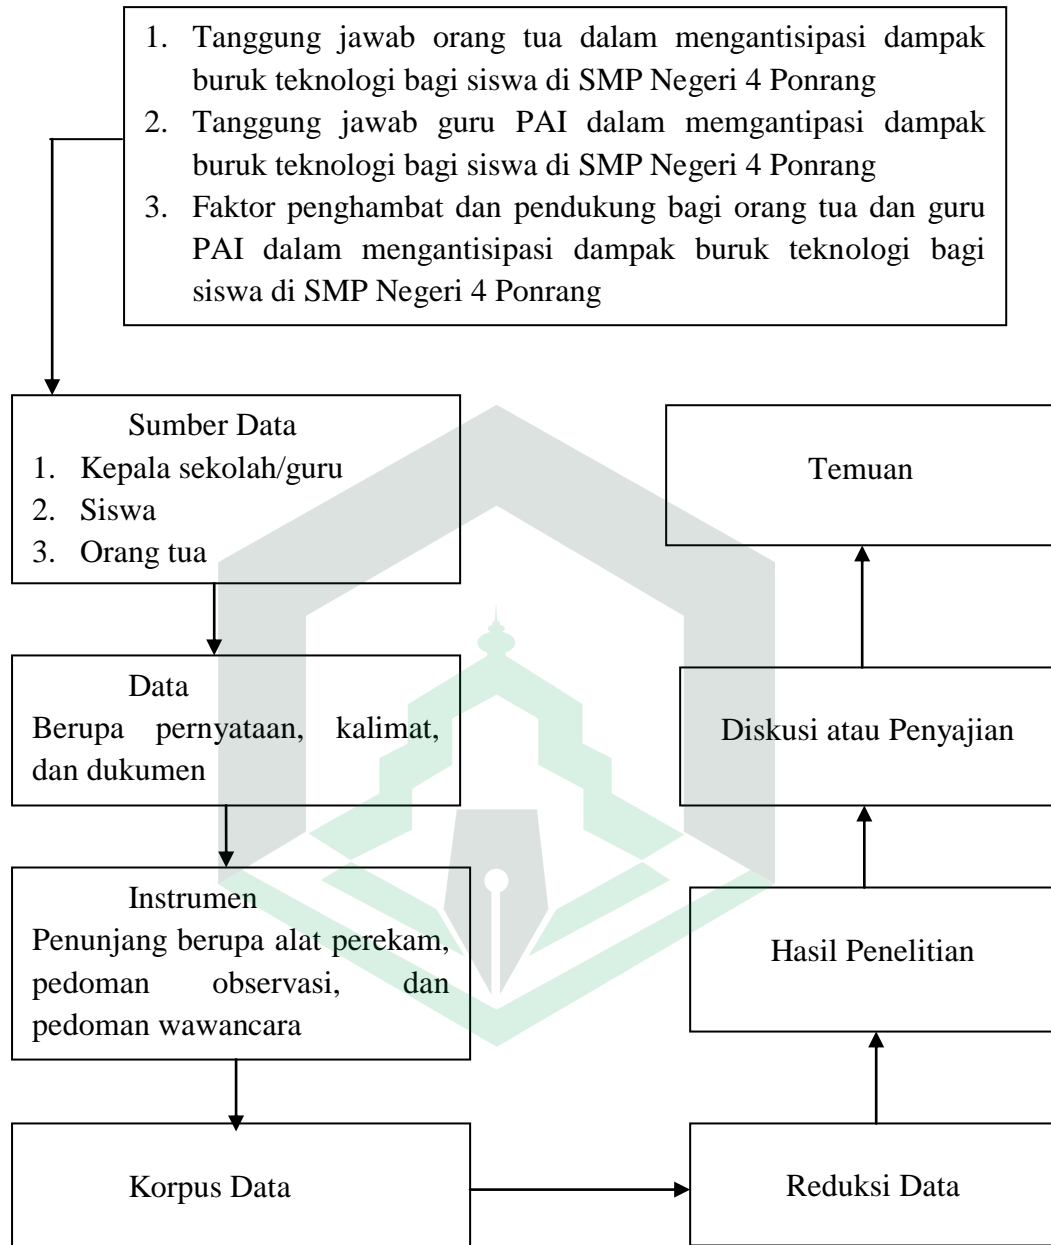 1. Tanggung jawab orang tua dalam mengantisipasi dampak
buruk teknologi bagi siswa di SMP Negeri 4 Ponrang
2. Tanggung jawab guru PAI dalam memgantipasi dampak
buruk teknologi bagi siswa di SMP Negeri 4 Ponrang
3. Faktor penghambat dan pendukung bagi orang tua dan guru
PAI dalam mengantisipasi dampak buruk teknologi bagi
siswa di SMP Negeri 4 Ponrang
Sumber Data
1. Kepala sekolah/guru
2. Siswa
3. Orang tua
Data
Berupa pernyataan, kalimat,
dan dukumen
Instrumen
Penunjang berupa alat perekam,
pedoman observasi, dan
pedoman wawancara
Korpus Data
Reduksi Data
Hasil Penelitian
Diskusi atau Penyajian
Temuan